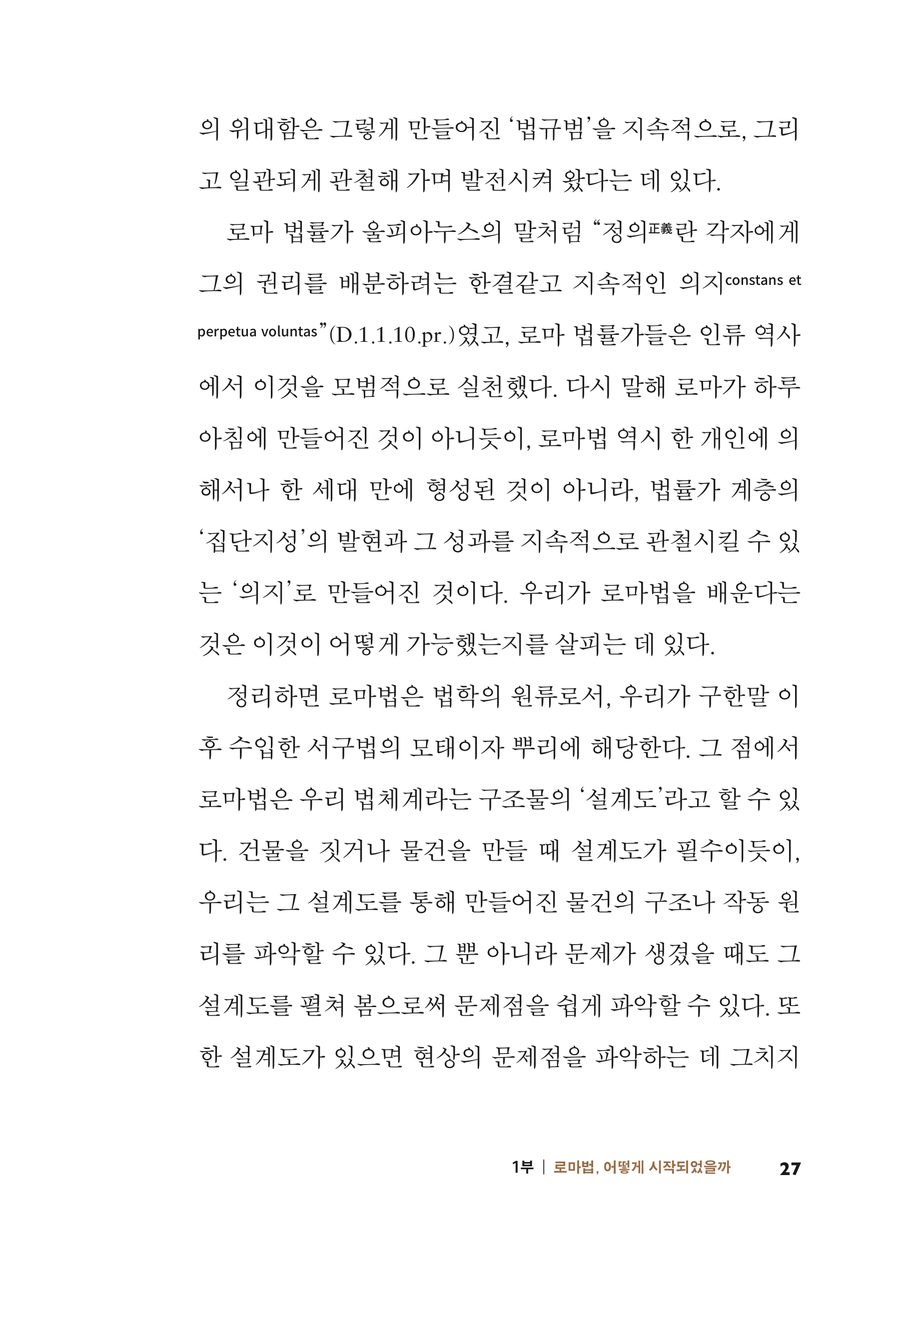 의 위대함은 그렇게 만들어진 ‘법규범’을 지속적으로, 그리
고 일관되게 관철해 가며 발전시켜 왔다는 데 있다.
로마 법률가 울피아누스의 말처럼 “정의正義란 각자에게
그의 권리를 배분하려는 한결같고 지속적인 의지constans et
perpetua voluntas”(D.1.1.10.pr.)였고, 로마 법률가들은 인류 역사
에서 이것을 모범적으로 실천했다. 다시 말해 로마가 하루
아침에 만들어진 것이 아니듯이, 로마법 역시 한 개인에 의
해서나 한 세대 만에 형성된 것이 아니라, 법률가 계층의
‘집단지성’의 발현과 그 성과를 지속적으로 관철시킬 수 있
는 ‘의지’로 만들어진 것이다. 우리가 로마법을 배운다는
것은 이것이 어떻게 가능했는지를 살피는 데 있다.
정리하면 로마법은 법학의 원류로서, 우리가 구한말 이
후 수입한 서구법의 모태이자 뿌리에 해당한다. 그 점에서
로마법은 우리 법체계라는 구조물의 ‘설계도’라고 할 수 있
다. 건물을 짓거나 물건을 만들 때 설계도가 필수이듯이,
우리는 그 설계도를 통해 만들어진 물건의 구조나 작동 원
리를 파악할 수 있다. 그 뿐 아니라 문제가 생겼을 때도 그
설계도를 펼쳐 봄으로써 문제점을 쉽게 파악할 수 있다. 또
한 설계도가 있으면 현상의 문제점을 파악하는 데 그치지
1부 | 로마법, 어떻게 시작되었을까 27